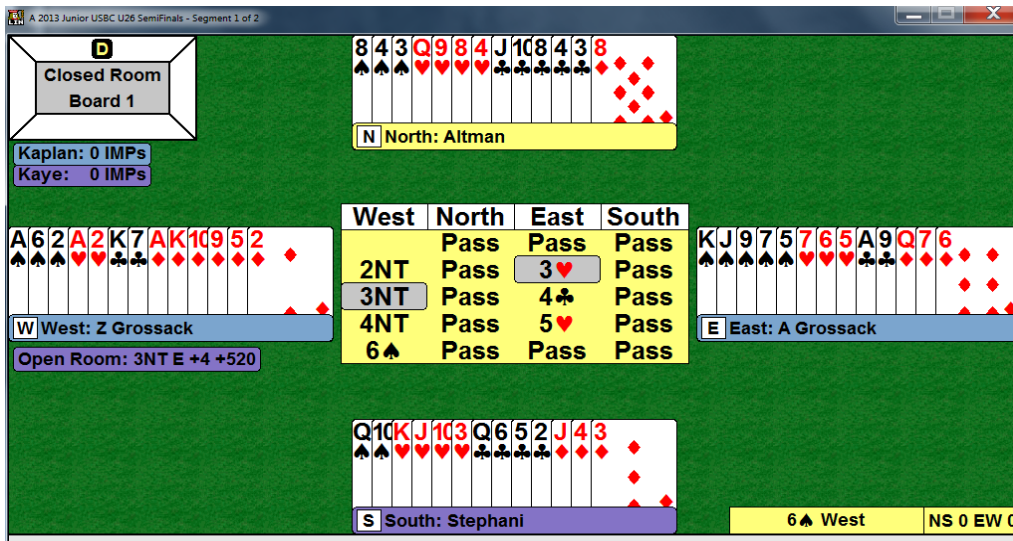 A 2013 Junior USBC U26 SemiFinals - Segment 1 of 2
D
Closed Room
Board 1
Kaplan: 0 IMPs
Kaye: 0 IMPs
8 4 3 Q 9 8 4 J 10 8 4 3 8
♠ ♠ ♠ ♥ ♥ ♥ ♥ ♣ ♣ ♣ ♣ ♣ ♦
N North: Altman
West North East South
Pass Pass Pass
2NT Pass 3♥ Pass
3NT Pass 4♣ Pass
4NT Pass 5♥ Pass
6♠ Pass Pass Pass
A 6 2 A 2 K 7 A K 10 9 5 2
♠ ♠ ♠ ♥ ♥ ♣ ♣ ♦ ♦ ♦ ♦ ♦ ♦
W West: Z Grossack
Open Room: 3NT E +4 +520
K J 9 7 5 7 6 5 A 9 Q 7 6
♠ ♠ ♠ ♠ ♠ ♥ ♥ ♥ ♣ ♣ ♦ ♦ ♦
E East: A Grossack
Q 10 K J 10 3 Q 6 5 2 J 4 3
♠ ♠ ♥ ♥ ♥ ♥ ♣ ♣ ♣ ♣ ♦ ♦ ♦
S South: Stephani
6♠ West NS 0 EW